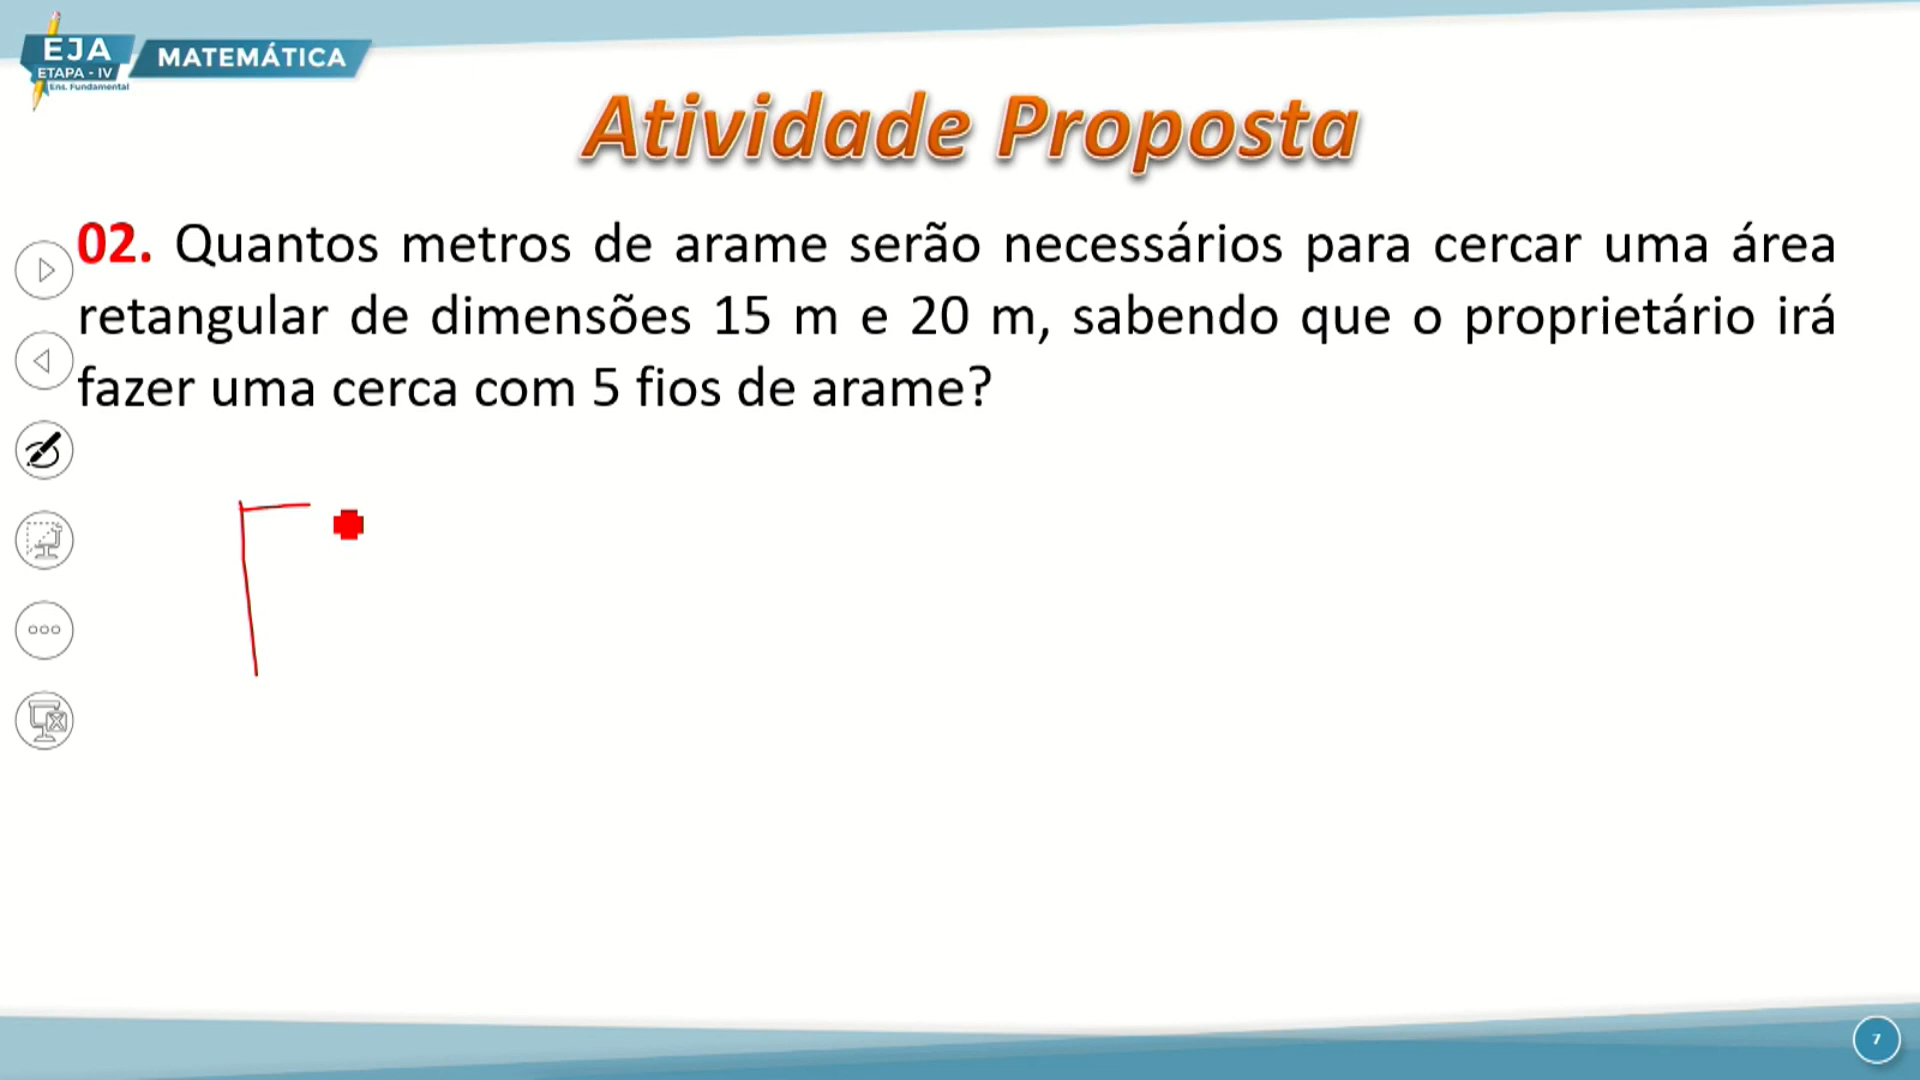 EJA
ETAPA - IV
Ens. Fundamental
MATEMÁTICA
Atividade Proposta
02. Quantos metros de arame serão necessários para cercar uma área
retangular de dimensões 15 m e 20 m, sabendo que o proprietário irá
fazer uma cerca com 5 fios de arame?
7